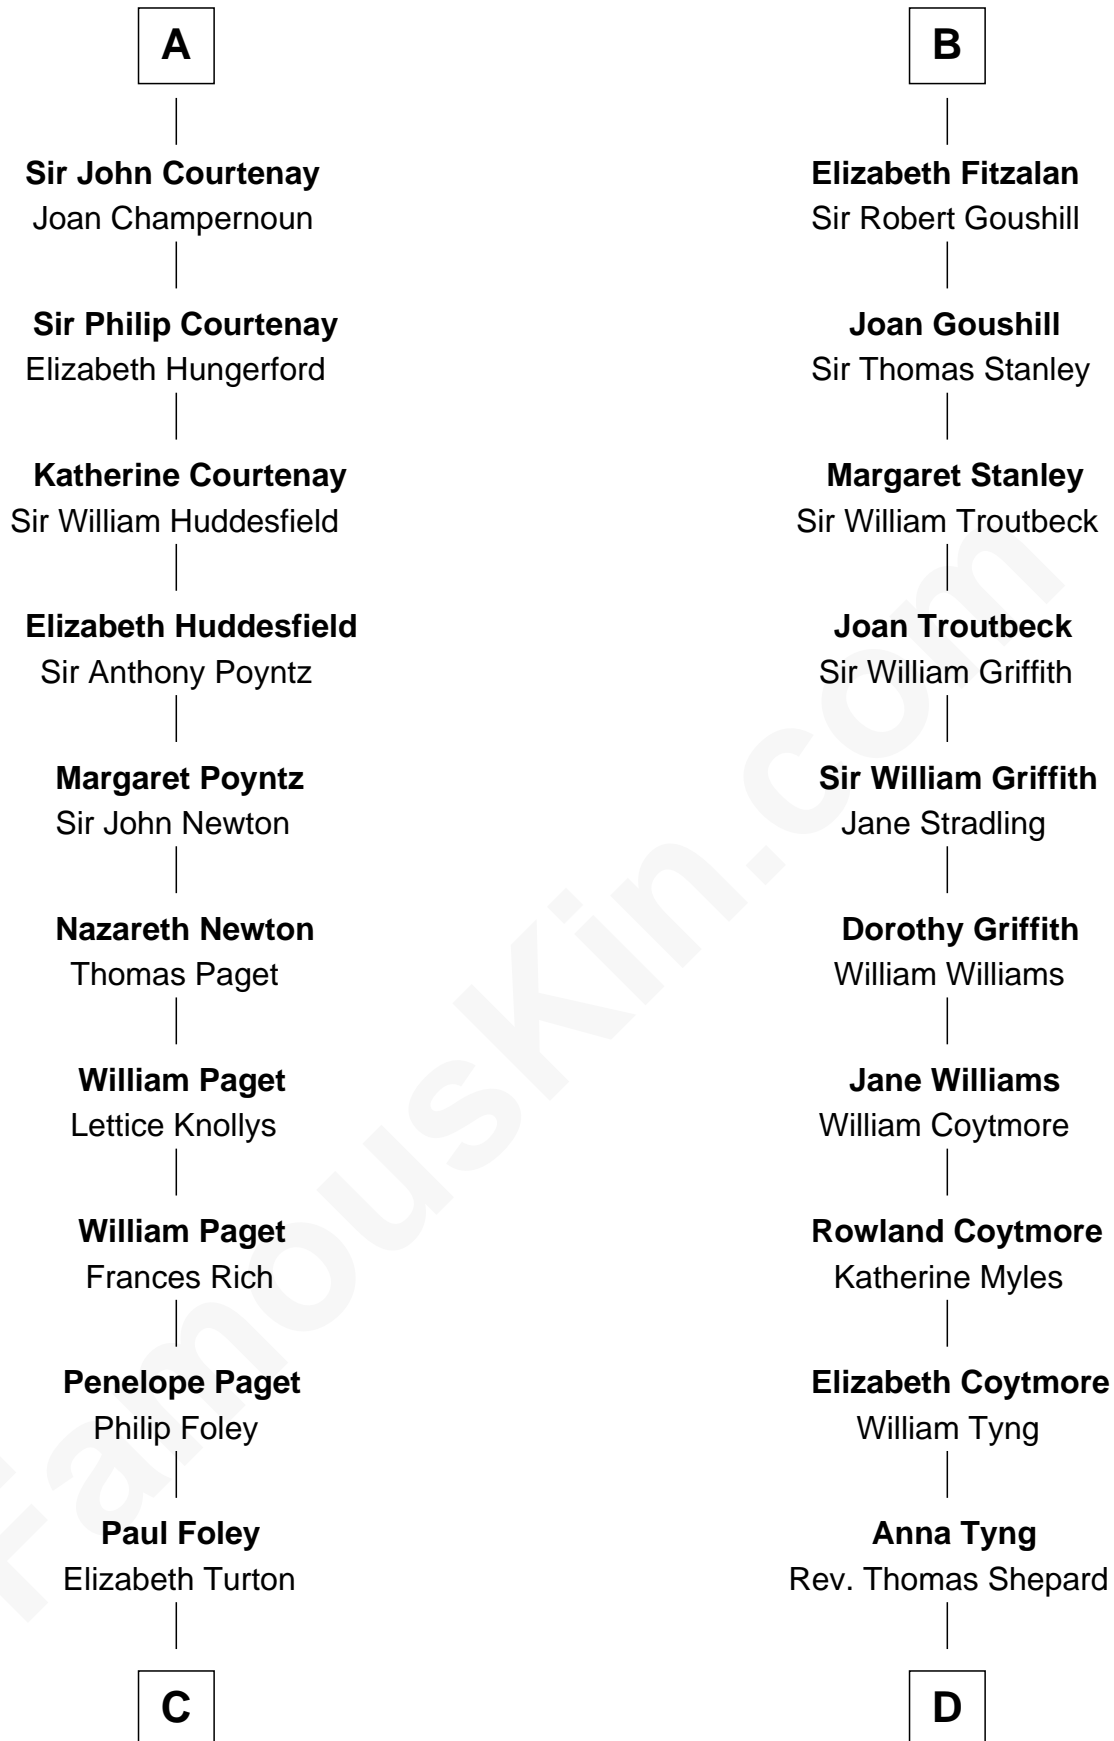 A
Sir John Courtenay
Joan Champernoun
Sir Philip Courtenay
Elizabeth Hungerford
Katherine Courtenay
Sir William Huddesfield
Elizabeth Huddesfield
Sir Anthony Poyntz
Margaret Poyntz
Sir John Newton
Nazareth Newton
Thomas Paget
William Paget
Lettice Knollys
William Paget
Frances Rich
Penelope Paget
Philip Foley
Paul Foley
Elizabeth Turton
C
B
Elizabeth Fitzalan
Sir Robert Goushill
Joan Goushill
Sir Thomas Stanley
Margaret Stanley
Sir William Troutbeck
Joan Troutbeck
Sir William Griffith
Sir William Griffith
Jane Stradling
Dorothy Griffith
William Williams
Jane Williams
William Coytmore
Rowland Coytmore
Katherine Myles
Elizabeth Coytmore
William Tyng
Anna Tyng
Rev. Thomas Shepard
D
FamousKin.com